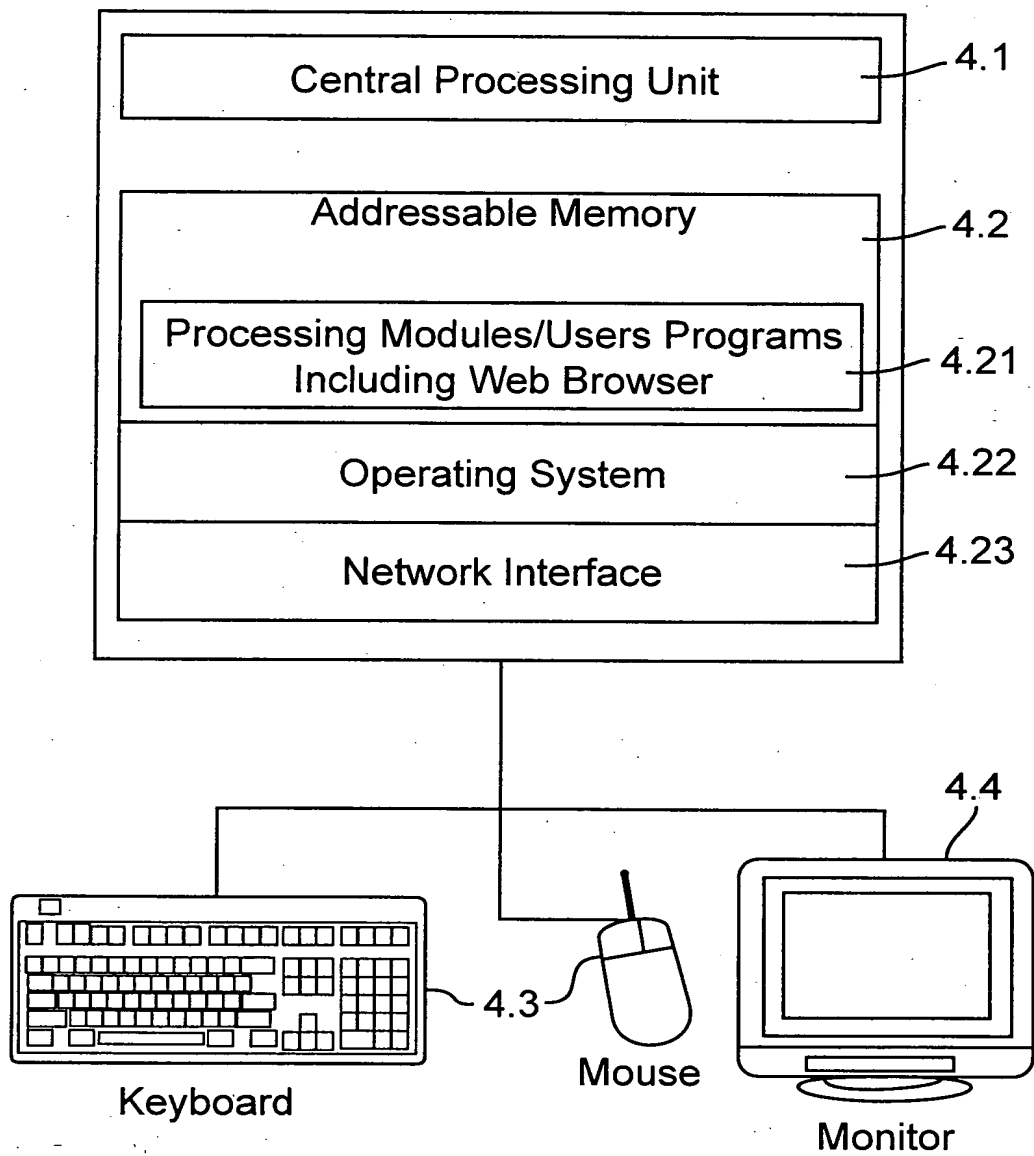 Central Processing Unit
4.1
Addressable Memory
4.2
Processing Modules/Users Programs
Including Web Browser
4.21
Operating System
4.22
Network Interface
4.23
4.4
4.3
Keyboard
Mouse
Monitor